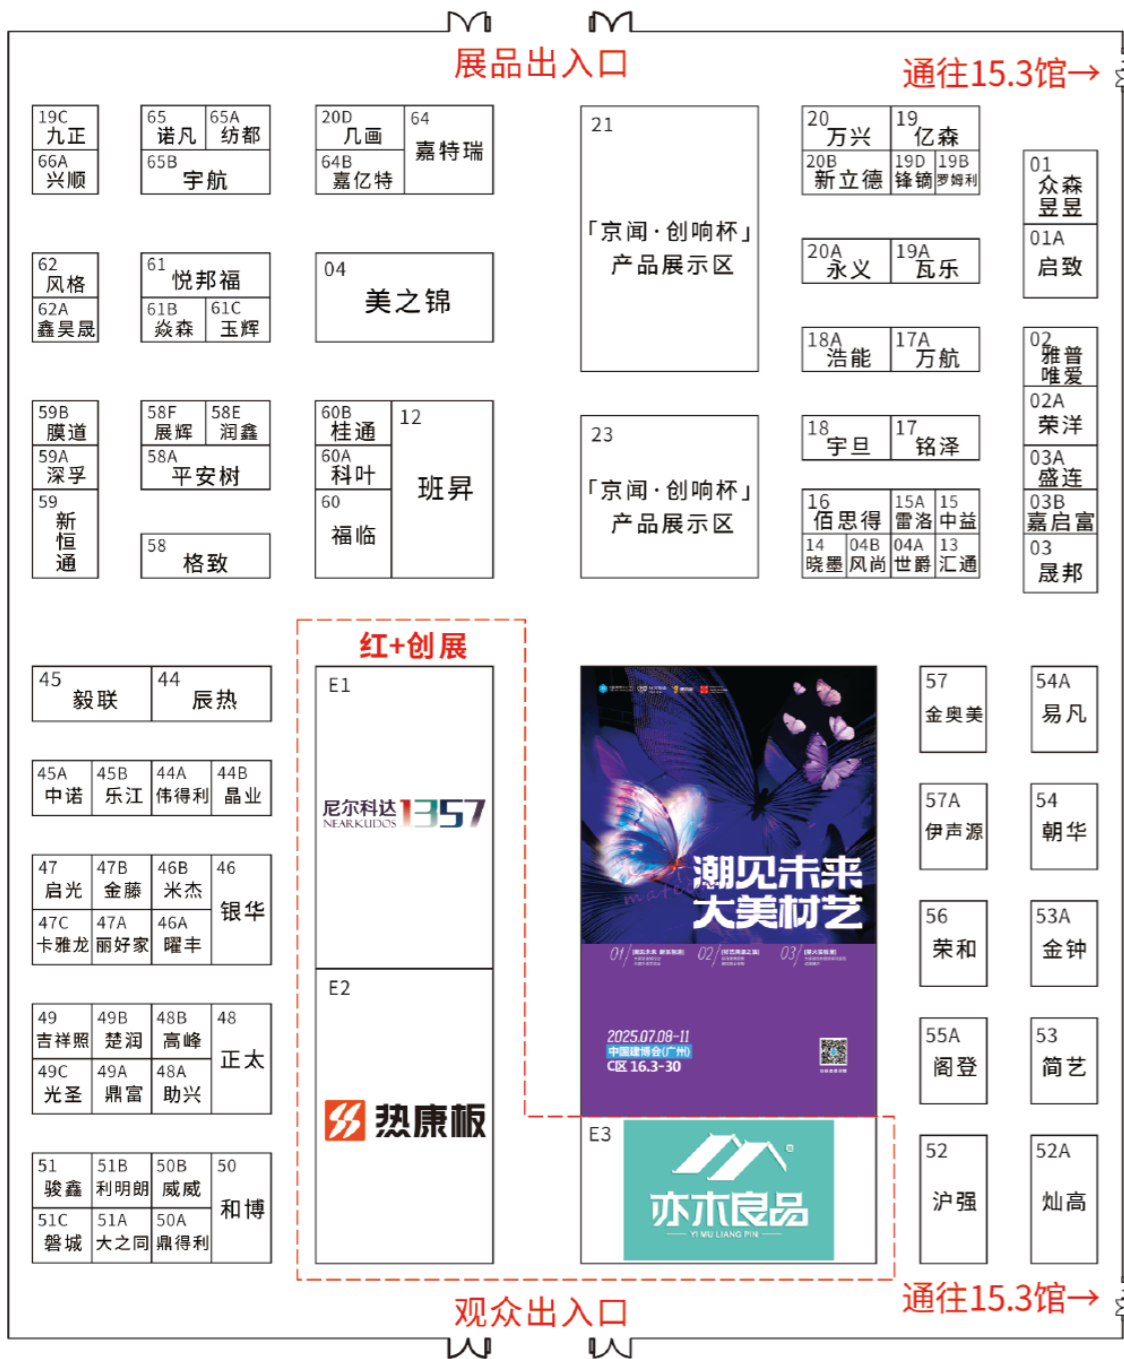 展品出入口
通往15.3馆→
19C
九正
66A
兴顺
65
诺凡
65A
纺都
65B
宇航
20D
几画
64B
嘉亿特
64
嘉特瑞
21
「京闻·创响杯」
产品展示区
20
万兴
19
亿森
20B
新立德
19D
锋镝
19B
罗姆利
01
众森
昱昱
01A
启致
62
风格
62A
鑫昊晟
61
悦邦福
61B
焱森
61C
玉辉
04
美之锦
20A
永义
19A
瓦乐
18A
浩能
17A
万航
02
雅普
唯爱
02A
荣洋
03A
盛连
03B
嘉启富
03
晟邦
59B
膜道
59A
深孚
59
新
恒
通
58F
展辉
58E
润鑫
58A
平安树
58
格致
60B
桂通
60A
科叶
60
福临
12
班昇
23
「京闻·创响杯」
产品展示区
18
宇旦
17
铭泽
16
佰思得
15A
雷洛
15
中益
14
晓墨
04B
风尚
04A
世爵
13
汇通
红+创展
45
毅联
44
辰热
45A
中诺
45B
乐江
44A
伟得利
44B
晶业
47
启光
47B
金藤
46B
米杰
46
银华
47C
卡雅龙
47A
丽好家
46A
曜丰
49
吉祥照
49B
楚润
48B
高峰
48
正太
49C
光圣
49A
鼎富
48A
助兴
51
骏鑫
51B
利明朗
50B
威威
50
和博
51C
磐城
51A
大之同
50A
鼎得利
E1
尼尔科达
NEARKUDOS
1357
E2
热康板
潮见未来
大美材艺
01/
02/
03/
2025.07.08-11
中国建博会(广州)
C区 16.3-30
E3
亦木良品
YI MU LIANG PIN
57
金奥美
54A
易凡
57A
伊声源
54
朝华
56
荣和
53A
金钟
55A
阁登
53
简艺
52
沪强
52A
灿高
观众出入口
通往15.3馆→